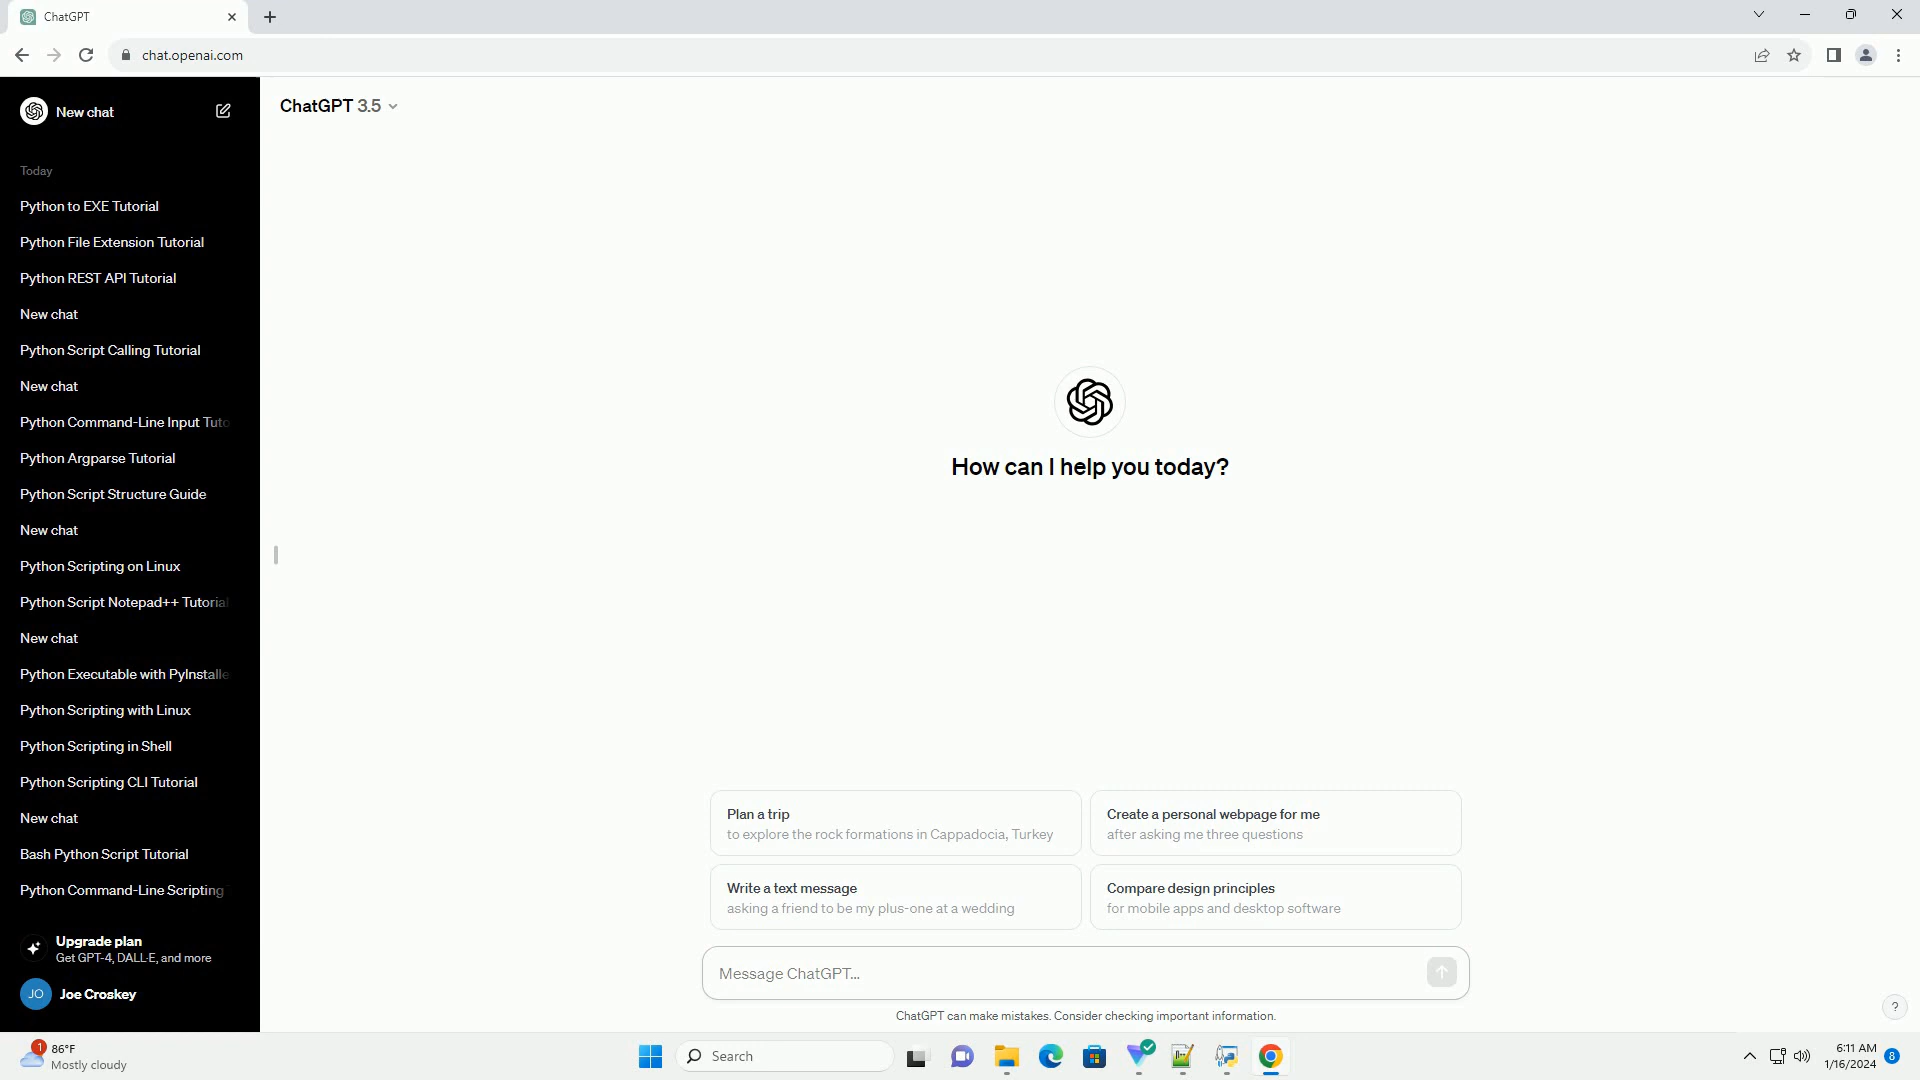 ChatGPT
chat.openai.com
New chat
Today
Python to EXE Tutorial
Python File Extension Tutorial
Python REST API Tutorial
New chat
Python Script Calling Tutorial
New chat
Python Command-Line Input Tuto
Python Argparse Tutorial
Python Script Structure Guide
New chat
Python Scripting on Linux
Python Script Notepad++ Tutorial
New chat
Python Executable with PyInstalle
Python Scripting with Linux
Python Scripting in Shell
Python Scripting CLI Tutorial
New chat
Bash Python Script Tutorial
Python Command-Line Scripting
Upgrade plan
Get GPT-4, DALL·E, and more
JO Joe Croskey
ChatGPT 3.5
How can I help you today?
Plan a trip
to explore the rock formations in Cappadocia, Turkey
Create a personal webpage for me
after asking me three questions
Write a text message
asking a friend to be my plus-one at a wedding
Compare design principles
for mobile apps and desktop software
Message ChatGPT…
ChatGPT can make mistakes. Consider checking important information.
?
1
86°F
Mostly cloudy
Search
6:11 AM
1/16/2024
8